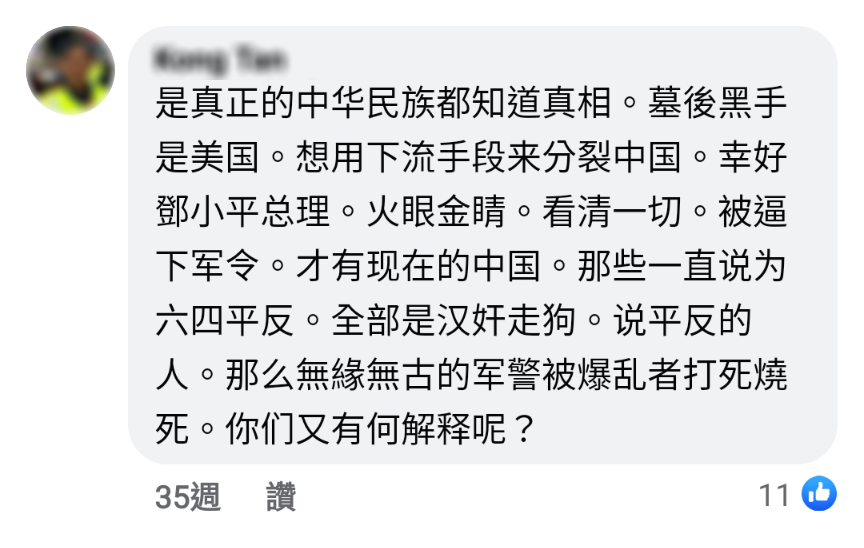 Kong Tan
是真正的中华民族都知道真相。墓後黑手
是美国。想用下流手段来分裂中国。幸好
鄧小平总理。火眼金睛。看清一切。被逼
下军令。才有现在的中国。那些一直说为
六四平反。全部是汉奸走狗。说平反的
人。那么無緣無古的军警被爆乱者打死燒
死。你们又有何解释呢？
35週 讚
11